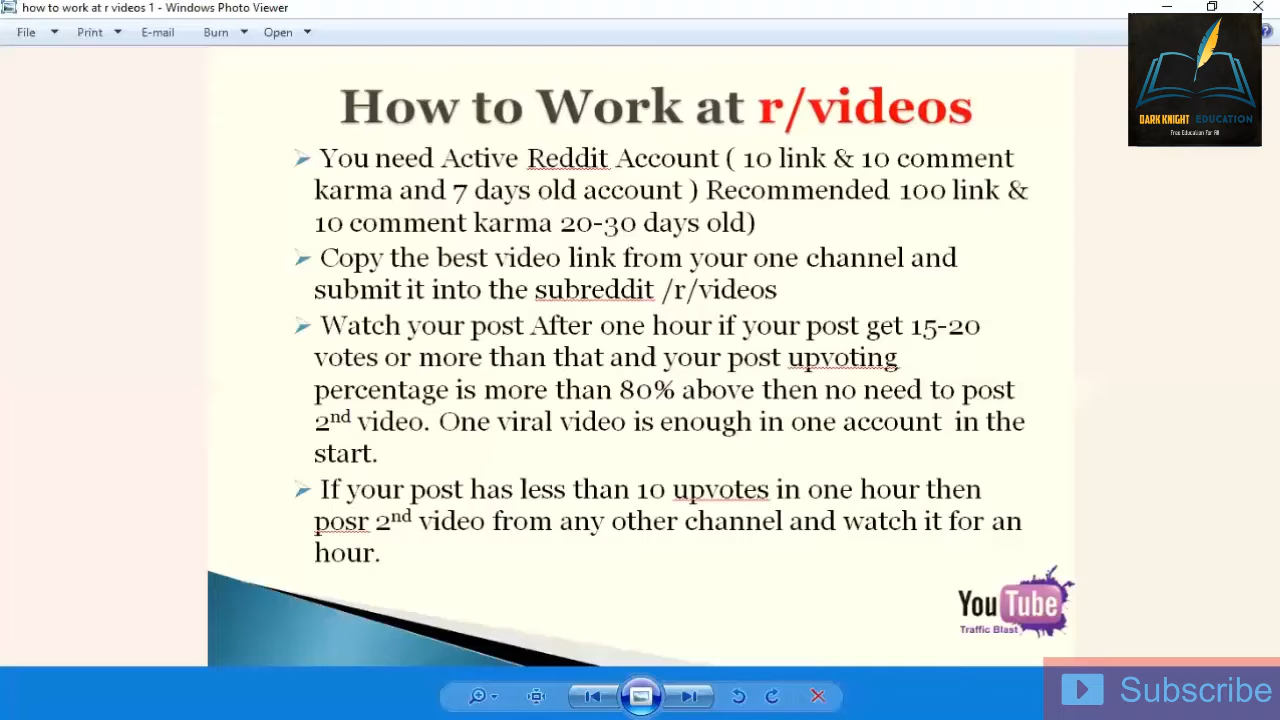 how to work at r videos 1 - Windows Photo Viewer
File Print E-mail Burn Open
DARK KNIGHT EDUCATION
Free Education For All
How to Work at r/videos
You need Active Reddit Account ( 10 link & 10 comment
karma and 7 days old account ) Recommended 100 link &
10 comment karma 20-30 days old)
Copy the best video link from your one channel and
submit it into the subreddit /r/videos
Watch your post After one hour if your post get 15-20
votes or more than that and your post upvoting
percentage is more than 80% above then no need to post
2nd video. One viral video is enough in one account in the
start.
If your post has less than 10 upvotes in one hour then
posr 2nd video from any other channel and watch it for an
hour.
YouTube
Traffic Blast
Subscribe